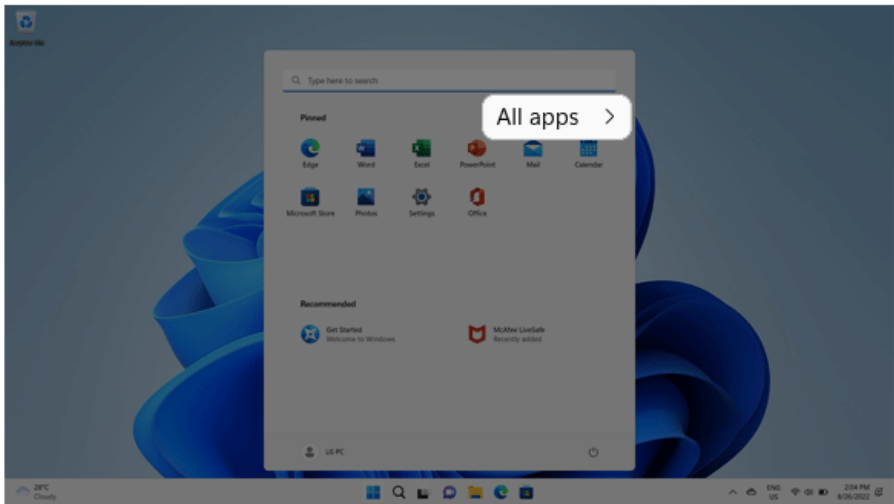 Recycle Bin
Type here to search
Pinned
All apps
Edge Word Excel PowerPoint Mail Calendar
Microsoft Store Photos Settings Office
Recommended
Get Started McAfee LiveSafe
Welcome to Windows Recently added
LG PC
28°C
Cloudy
ENG
US
2:04 PM
8/26/2022